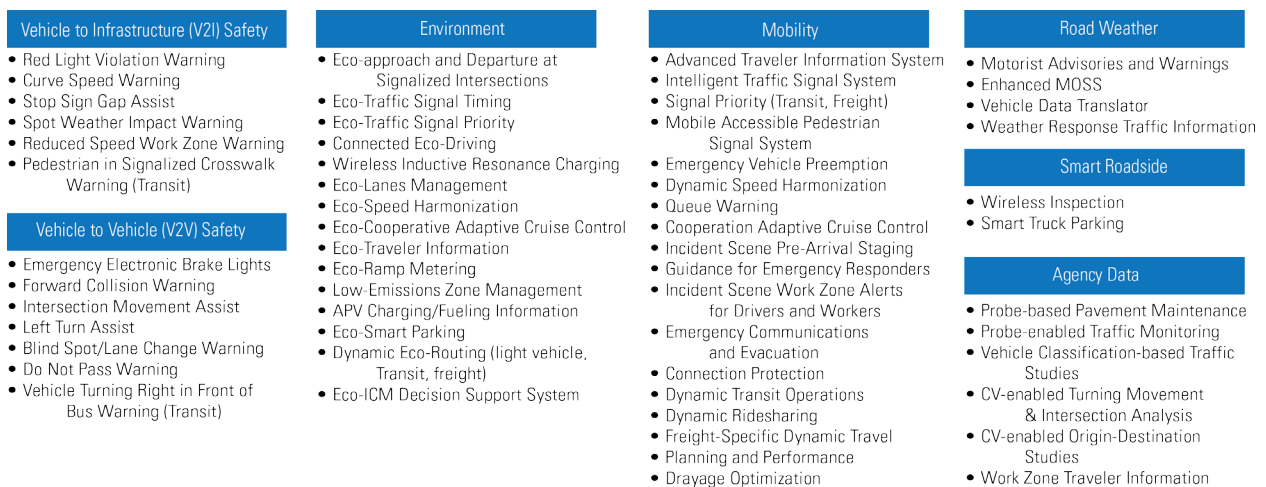 Vehicle to Infrastructure (V2I) Safety
• Red Light Violation Warning
• Curve Speed Warning
• Stop Sign Gap Assist
• Spot Weather Impact Warning
• Reduced Speed Work Zone Warning
• Pedestrian in Signalized Crosswalk
Warning (Transit)
Vehicle to Vehicle (V2V) Safety
• Emergency Electronic Brake Lights
• Forward Collision Warning
• Intersection Movement Assist
• Left Turn Assist
• Blind Spot/Lane Change Warning
• Do Not Pass Warning
• Vehicle Turning Right in Front of
Bus Warning (Transit)
Environment
• Eco-approach and Departure at
Signalized Intersections
• Eco-Traffic Signal Timing
• Eco-Traffic Signal Priority
• Connected Eco-Driving
• Wireless Inductive Resonance Charging
• Eco-Lanes Management
• Eco-Speed Harmonization
• Eco-Cooperative Adaptive Cruise Control
• Eco-Traveler Information
• Eco-Ramp Metering
• Low-Emissions Zone Management
• APV Charging/Fueling Information
• Eco-Smart Parking
• Dynamic Eco-Routing (light vehicle,
Transit, freight)
• Eco-ICM Decision Support System
Mobility
• Advanced Traveler Information System
• Intelligent Traffic Signal System
• Signal Priority (Transit, Freight)
• Mobile Accessible Pedestrian
Signal System
• Emergency Vehicle Preemption
• Dynamic Speed Harmonization
• Queue Warning
• Cooperation Adaptive Cruise Control
• Incident Scene Pre-Arrival Staging
• Guidance for Emergency Responders
• Incident Scene Work Zone Alerts
for Drivers and Workers
• Emergency Communications
and Evacuation
• Connection Protection
• Dynamic Transit Operations
• Dynamic Ridesharing
• Freight-Specific Dynamic Travel
• Planning and Performance
• Drayage Optimization
Road Weather
• Motorist Advisories and Warnings
• Enhanced MOSS
• Vehicle Data Translator
• Weather Response Traffic Information
Smart Roadside
• Wireless Inspection
• Smart Truck Parking
Agency Data
• Probe-based Pavement Maintenance
• Probe-enabled Traffic Monitoring
• Vehicle Classification-based Traffic
Studies
• CV-enabled Turning Movement
& Intersection Analysis
• CV-enabled Origin-Destination
Studies
• Work Zone Traveler Information